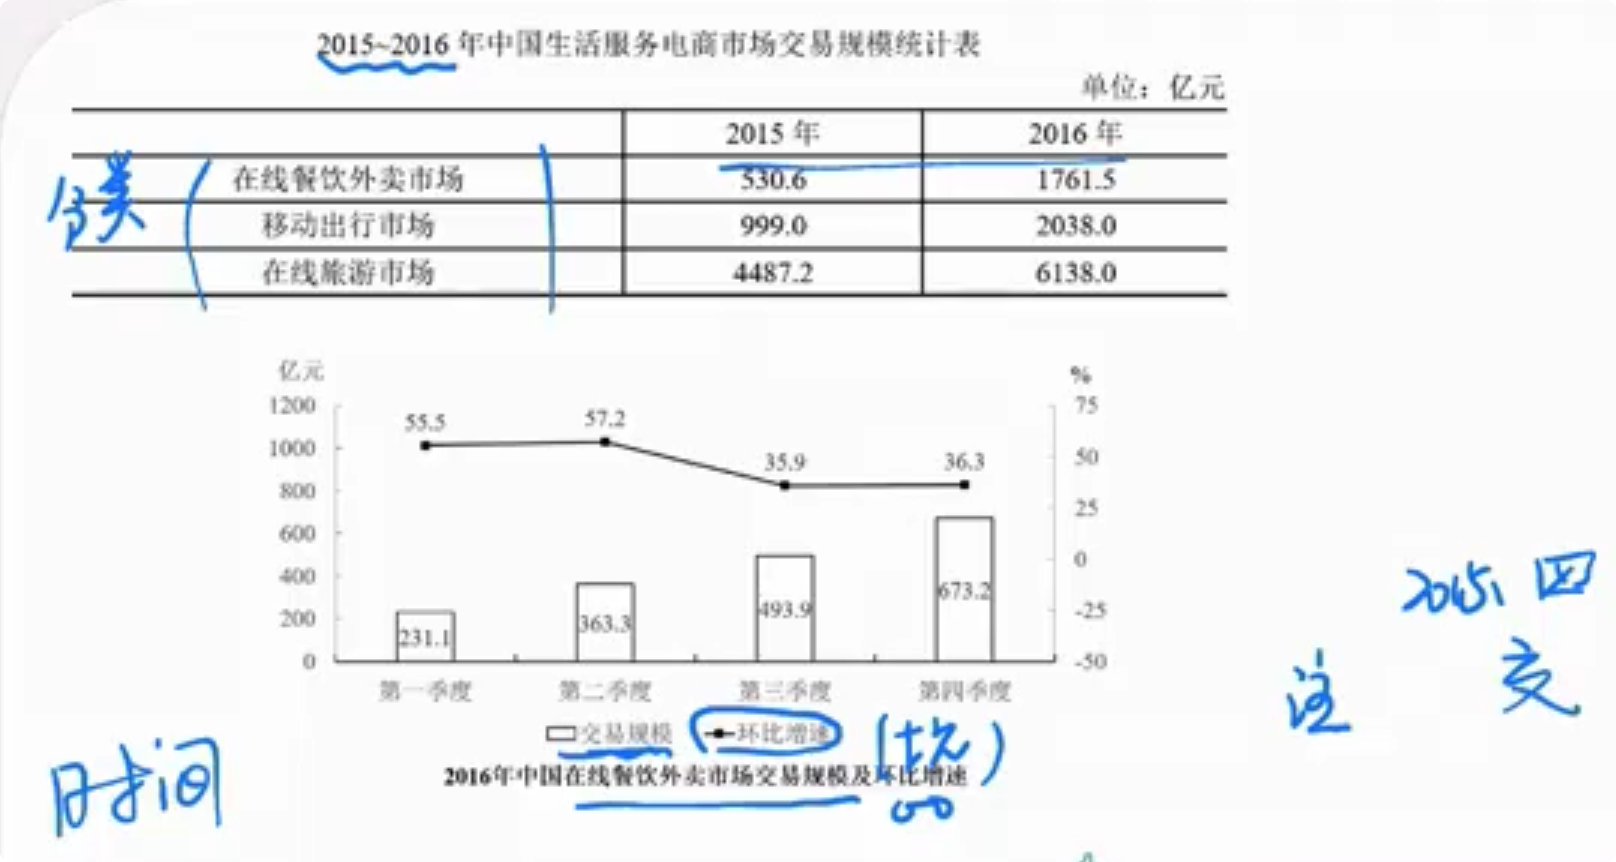 2015~2016 年中国生活服务电商市场交易规模统计表
单位：亿元
2015 年 2016 年
在线餐饮外卖市场 530.6 1761.5
移动出行市场 999.0 2038.0
在线旅游市场 4487.2 6138.0
分类
亿元 %
1200 75
1000 50
800 25
600 0
400 -25
200 -50
0
55.5 57.2 35.9 36.3
231.1 363.3 493.9 673.2
第一季度 第二季度 第三季度 第四季度
交易规模 环比增速
2016年中国在线餐饮外卖市场交易规模及环比增速
时间
2015、四
注 交